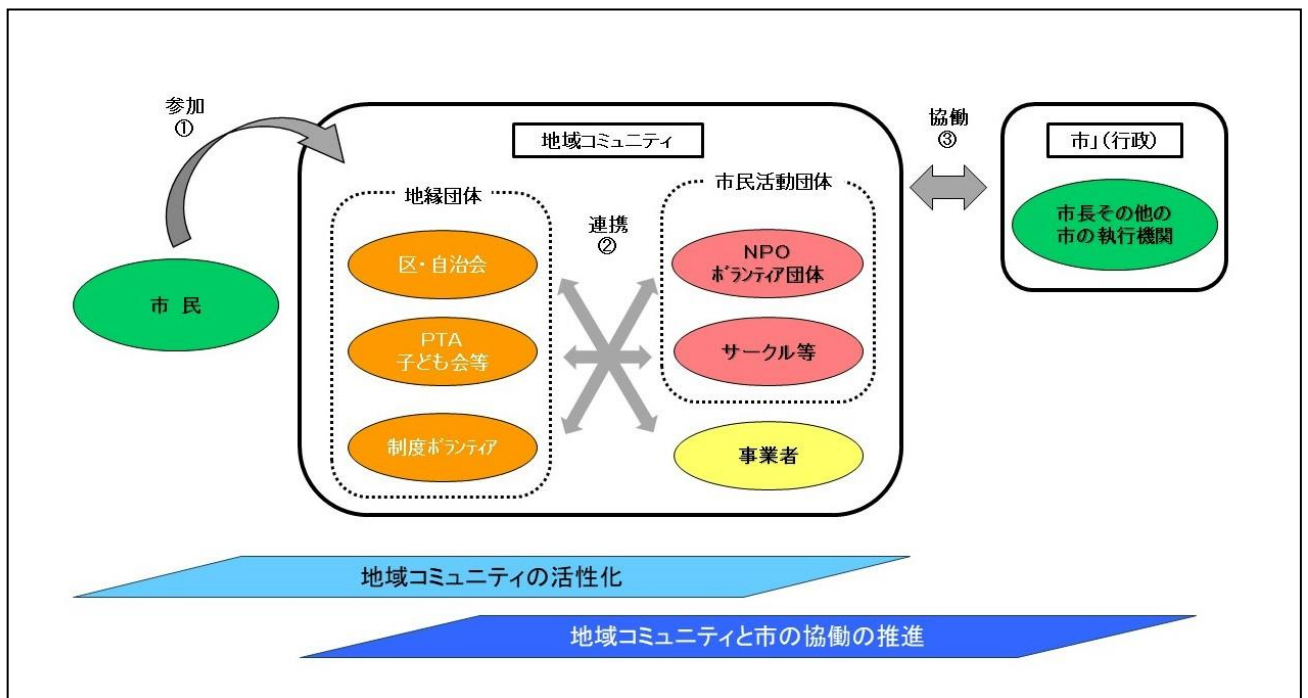 参加
①
市 民
地域コミュニティ
地縁団体
区・自治会
PTA
子ども会等
制度ボランティア
連携
②
市民活動団体
NPO
ボランティア団体
サークル等
事業者
協働
③
市」(行政)
市長その他の
市の執行機関
地域コミュニティの活性化
地域コミュニティと市の協働の推進